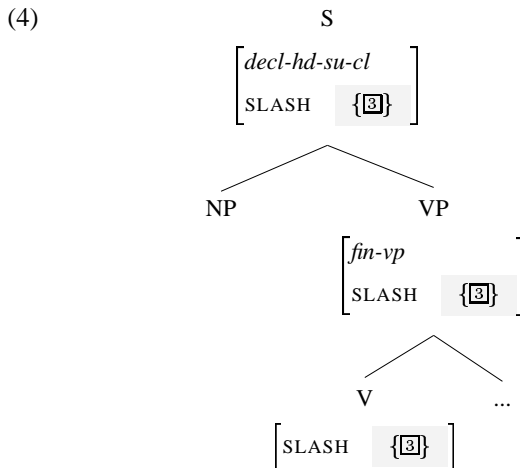 (4) S
decl-hd-su-cl
SLASH {3}
NP VP
fin-vp
SLASH {3}
V ...
SLASH {3}